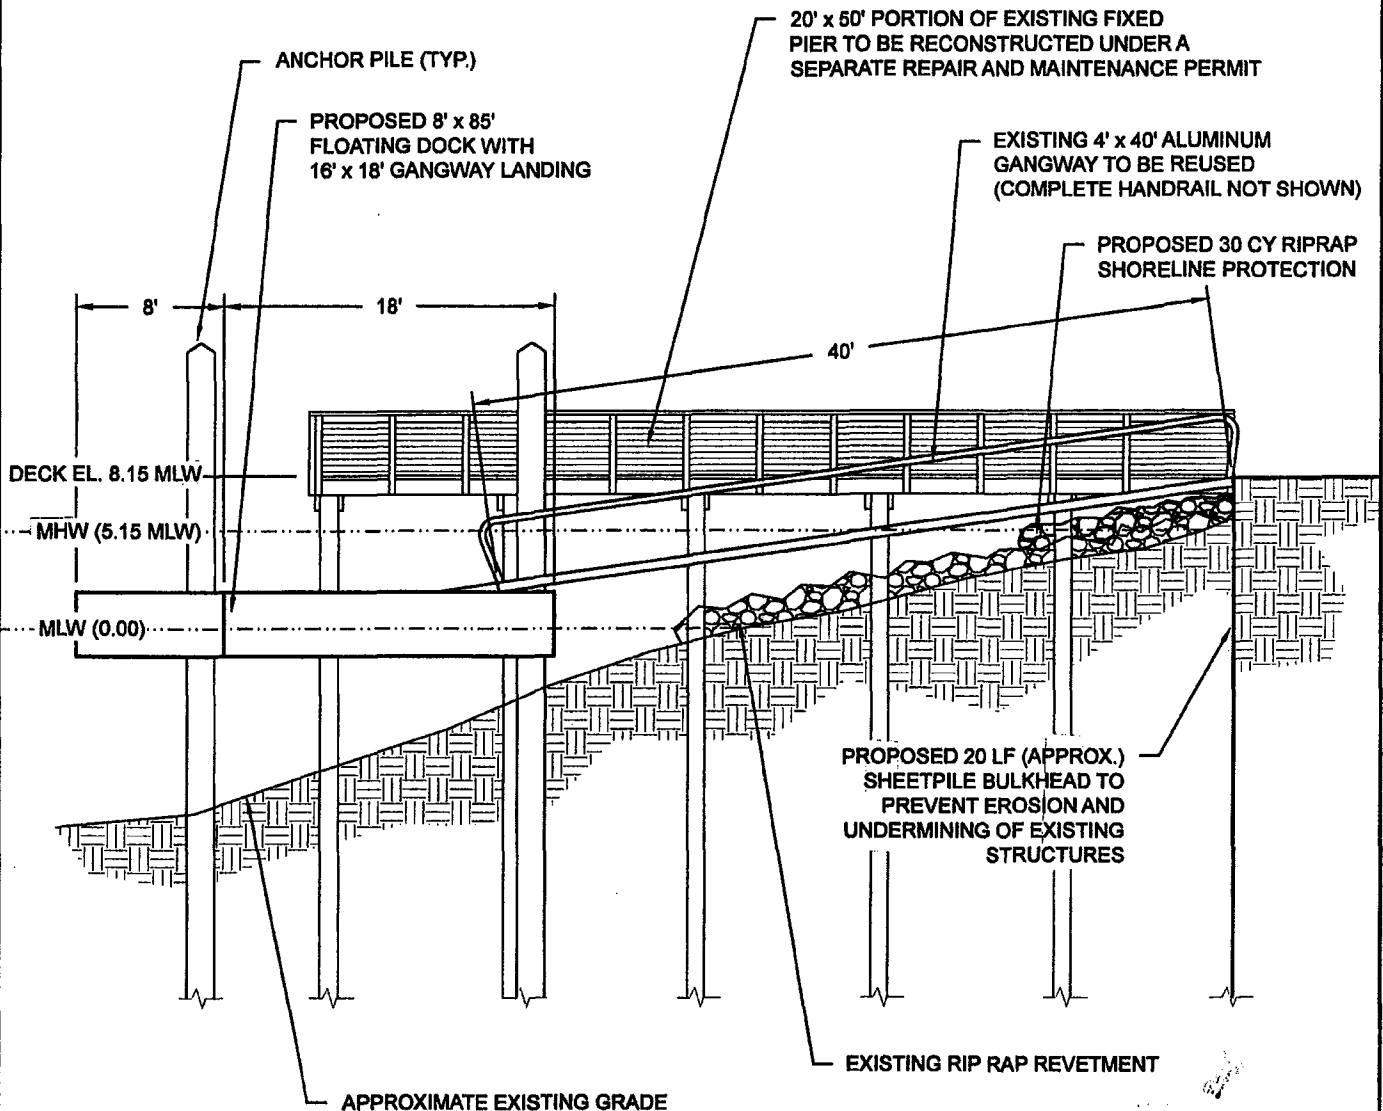 20' x 50' PORTION OF EXISTING FIXED
PIER TO BE RECONSTRUCTED UNDER A
SEPARATE REPAIR AND MAINTENANCE PERMIT
ANCHOR PILE (TYP.)
PROPOSED 8' x 85'
FLOATING DOCK WITH
16' x 18' GANGWAY LANDING
EXISTING 4' x 40' ALUMINUM
GANGWAY TO BE REUSED
(COMPLETE HANDRAIL NOT SHOWN)
PROPOSED 30 CY RIPRAP
SHORELINE PROTECTION
8'
18'
40'
DECK EL. 8.15 MLW
MHW (5.15 MLW)
MLW (0.00)
PROPOSED 20 LF (APPROX.)
SHEETPILE BULKHEAD TO
PREVENT EROSION AND
UNDERMINING OF EXISTING
STRUCTURES
EXISTING RIP RAP REVETMENT
APPROXIMATE EXISTING GRADE